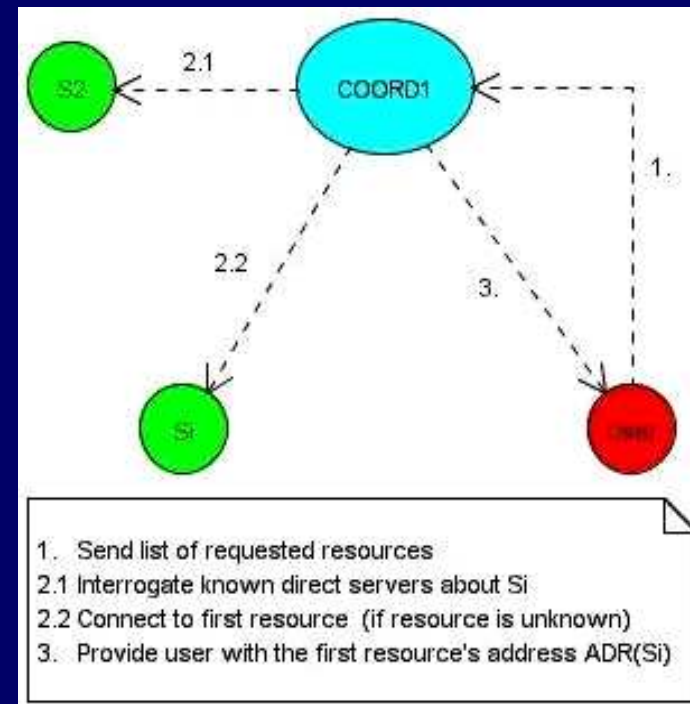 2.1
S2
COORD1
1.
2.2
3.
Si
1. Send list of requested resources
2.1 Interrogate known direct servers about Si
2.2 Connect to first resource (if resource is unknown)
3. Provide user with the first resource's address ADR(Si)